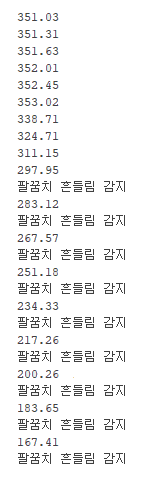 351.03
351.31
351.63
352.01
352.45
353.02
338.71
324.71
311.15
297.95
팔꿈치 흔들림 감지
283.12
팔꿈치 흔들림 감지
267.57
팔꿈치 흔들림 감지
251.18
팔꿈치 흔들림 감지
234.33
팔꿈치 흔들림 감지
217.26
팔꿈치 흔들림 감지
200.26
팔꿈치 흔들림 감지
183.65
팔꿈치 흔들림 감지
167.41
팔꿈치 흔들림 감지